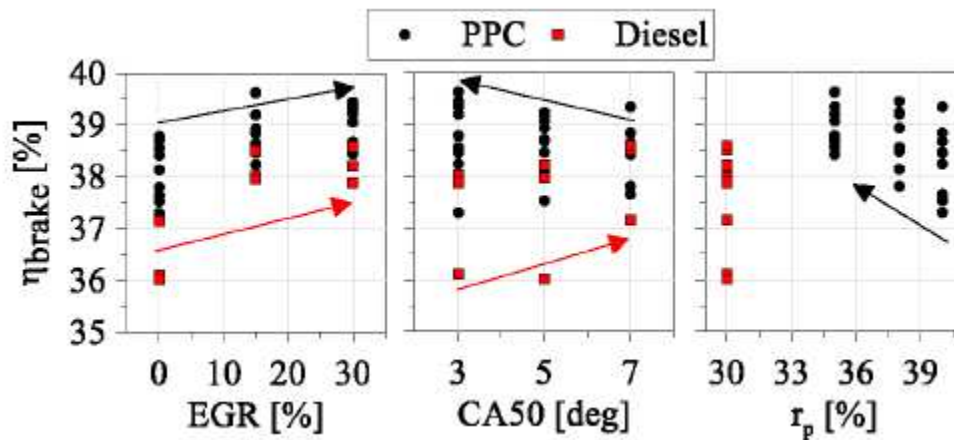 PPC Diesel
ηbrake [%]
40
39
38
37
36
35
0 10 20 30
EGR [%]
3 5 7
CA50 [deg]
30 33 36 39
rp [%]